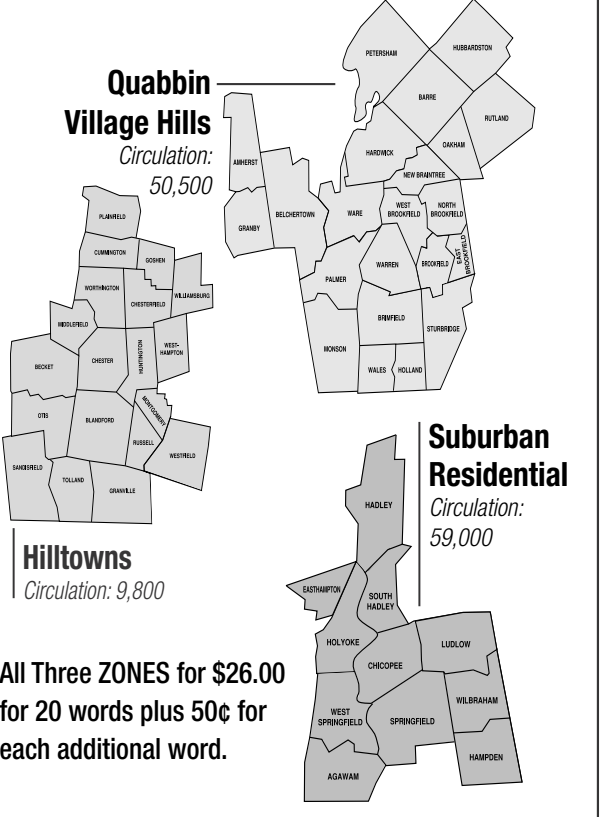 Quabbin
Village Hills
Circulation:
50,500
PETERSHAM
HUBBARDSTON
BARRE
RUTLAND
OAKHAM
HARDWICK
NEW BRAINTREE
AMHERST
GRANBY
BELCHERTOWN
WARE
WEST
BROOKFIELD
NORTH
BROOKFIELD
WARREN
BROOKFIELD
EAST
BROOKFIELD
PALMER
BRIMFIELD
STURBRIDGE
MONSON
WALES
HOLLAND
PLAINFIELD
CUMMINGTON
GOSHEN
WORTHINGTON
CHESTERFIELD
WILLIAMSBURG
MIDDLEFIELD
CHESTER
HUNTINGTON
WEST-
HAMPTON
BECKET
OTIS
BLANDFORD
MONTGOMERY
RUSSELL
WESTFIELD
SANDISFIELD
TOLLAND
GRANVILLE
Hilltowns
Circulation: 9,800
Suburban
Residential
Circulation:
59,000
HADLEY
EASTHAMPTON
SOUTH
HADLEY
HOLYOKE
CHICOPEE
LUDLOW
WEST
SPRINGFIELD
SPRINGFIELD
WILBRAHAM
HAMPDEN
AGAWAM
All Three ZONES for $26.00
for 20 words plus 50¢ for
each additional word.